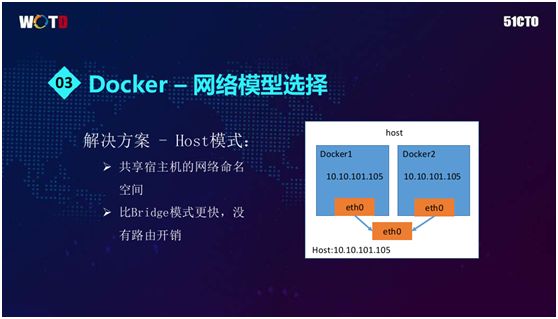 WOTD
51CTO
03
Docker – 网络模型选择
解决方案 - Host模式:
共享宿主机的网络命名
空间
比Bridge模式更快，没
有路由开销
host
Docker1
10.10.101.105
eth0
Docker2
10.10.101.105
eth0
eth0
Host:10.10.101.105